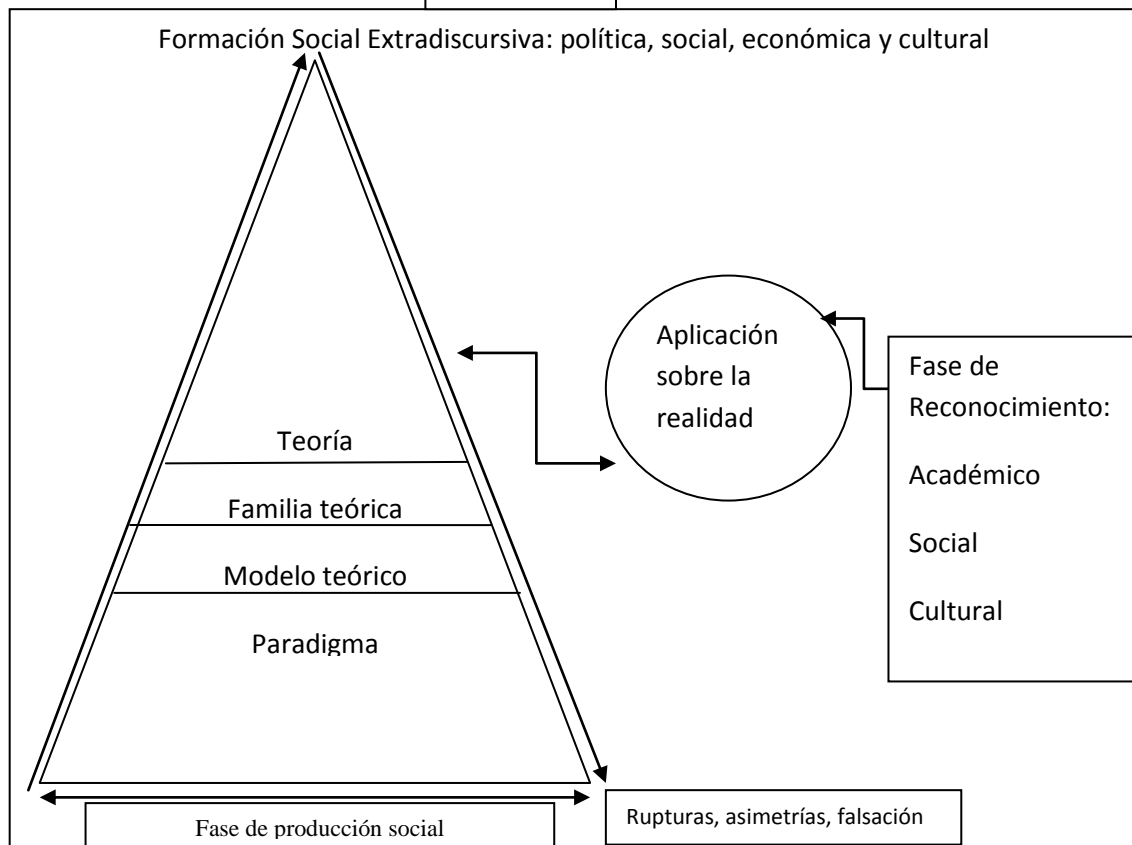 Formación Social Extradiscursiva: política, social, económica y cultural
Aplicación
sobre la
realidad
Fase de
Reconocimiento:
Académico
Social
Cultural
Teoría
Familia teórica
Modelo teórico
Paradigma
Fase de producción social
Rupturas, asimetrías, falsación